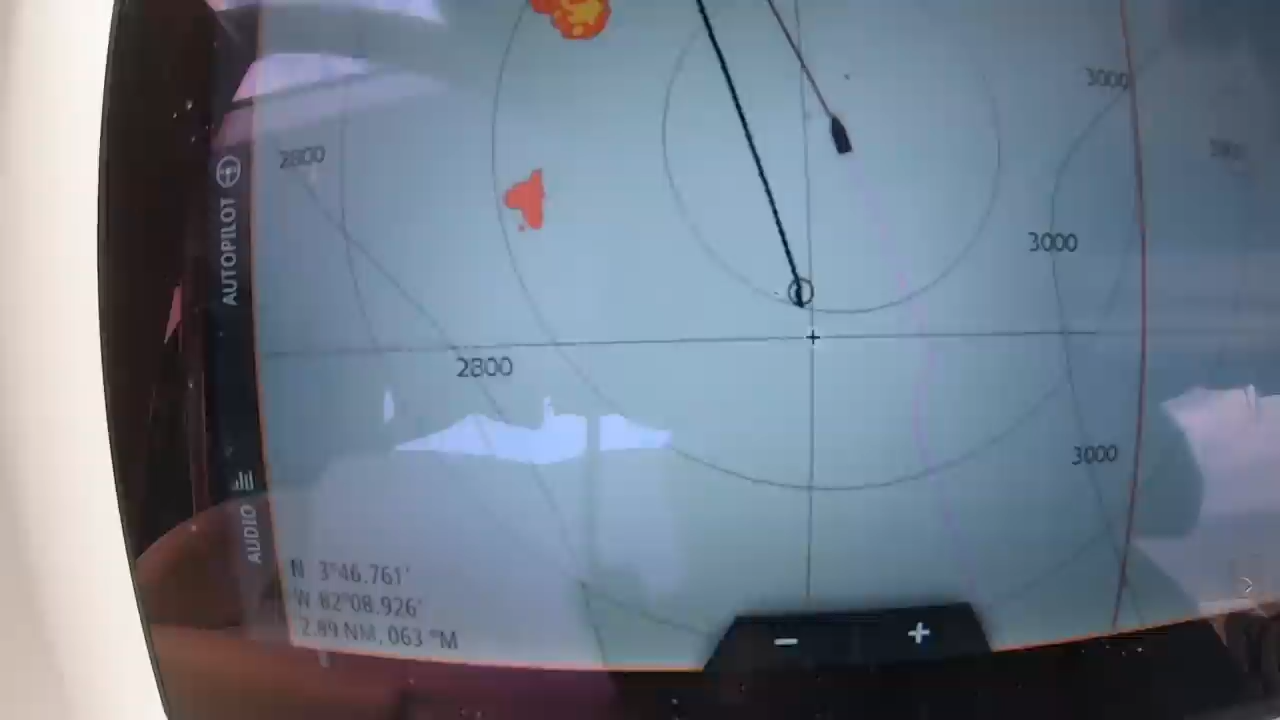 3000
2800
3000
2800
3000
AUTOPILOT
AUDIO
N 3°46.761'
W 82°08.926'
2.89 NM, 063 °M
− +